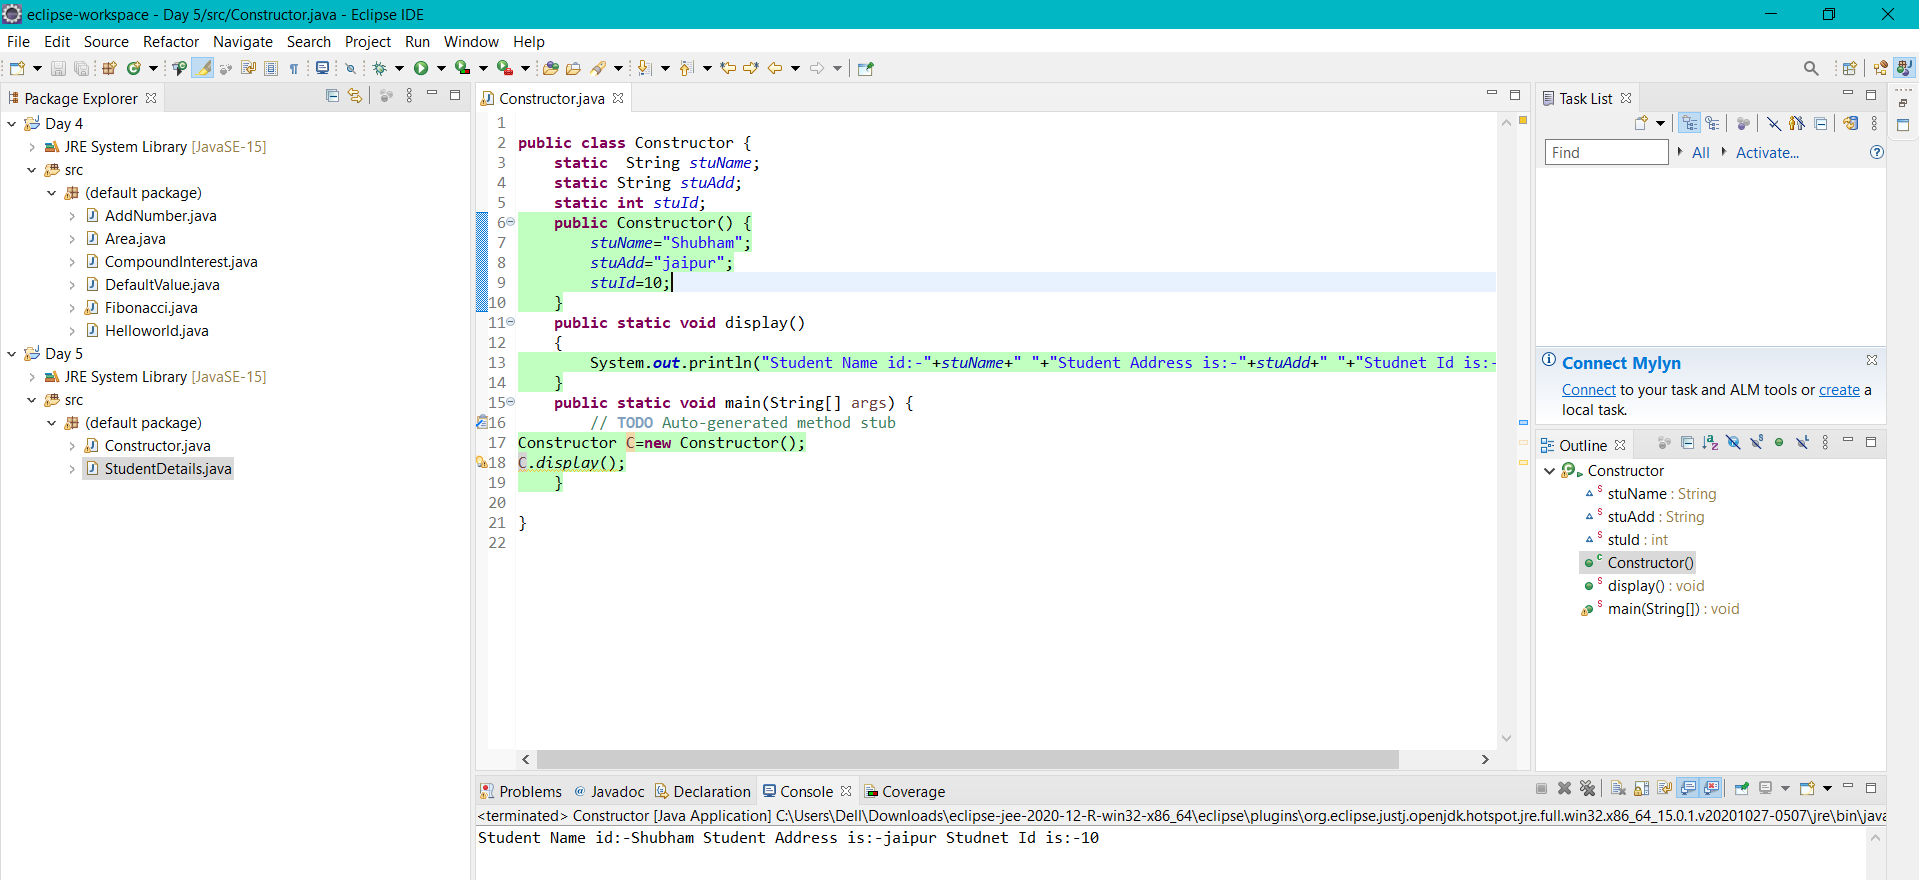 eclipse-workspace - Day 5/src/Constructor.java - Eclipse IDE
File Edit Source Refactor Navigate Search Project Run Window Help
Package Explorer
Day 4
JRE System Library [JavaSE-15]
src
(default package)
AddNumber.java
Area.java
CompoundInterest.java
DefaultValue.java
Fibonacci.java
Helloworld.java
Day 5
JRE System Library [JavaSE-15]
src
(default package)
Constructor.java
StudentDetails.java
Constructor.java
1
2 public class Constructor {
3 static  String stuName;
4 static String stuAdd;
5 static int stuId;
6 public Constructor() {
7 stuName="Shubham";
8 stuAdd="jaipur";
9 stuId=10;
10 }
11 public static void display()
12 {
13 System.out.println("Student Name id:-"+stuName+" "+"Student Address is:-"+stuAdd+" "+"Studnet Id is:-
14 }
15 public static void main(String[] args) {
16 // TODO Auto-generated method stub
17 Constructor C=new Constructor();
18 C.display();
19 }
20
21 }
22
Task List
Find All Activate...
Connect Mylyn
Connect to your task and ALM tools or create a
local task.
Outline
Constructor
stuName : String
stuAdd : String
stuId : int
Constructor()
display() : void
main(String[]) : void
Problems @ Javadoc Declaration Console Coverage
<terminated> Constructor [Java Application] C:\Users\Dell\Downloads\eclipse-jee-2020-12-R-win32-x86_64\eclipse\plugins\org.eclipse.justj.openjdk.hotspot.jre.full.win32.x86_64_15.0.1.v20201027-0507\jre\bin\java
Student Name id:-Shubham Student Address is:-jaipur Studnet Id is:-10